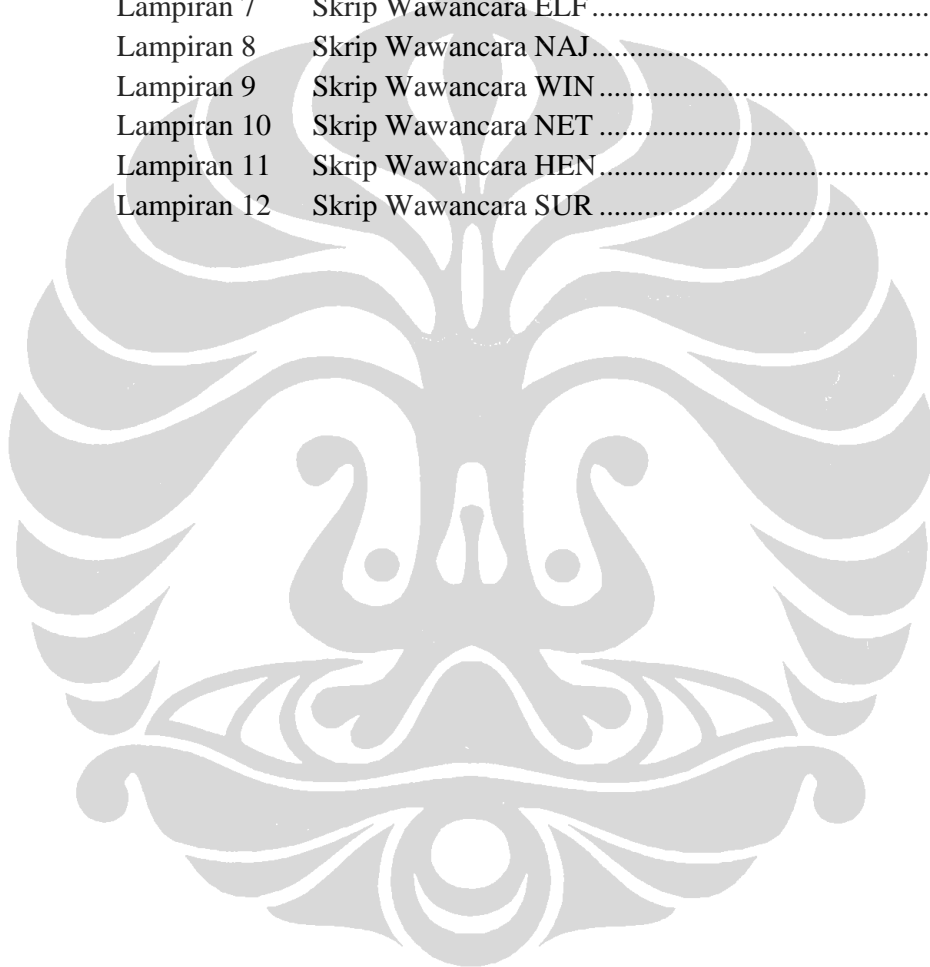 Lampiran 7 Skrip Wawancara ELF................................................
Lampiran 8 Skrip Wawancara NAJ................................................
Lampiran 9 Skrip Wawancara WIN...............................................
Lampiran 10 Skrip Wawancara NET...............................................
Lampiran 11 Skrip Wawancara HEN...............................................
Lampiran 12 Skrip Wawancara SUR...............................................